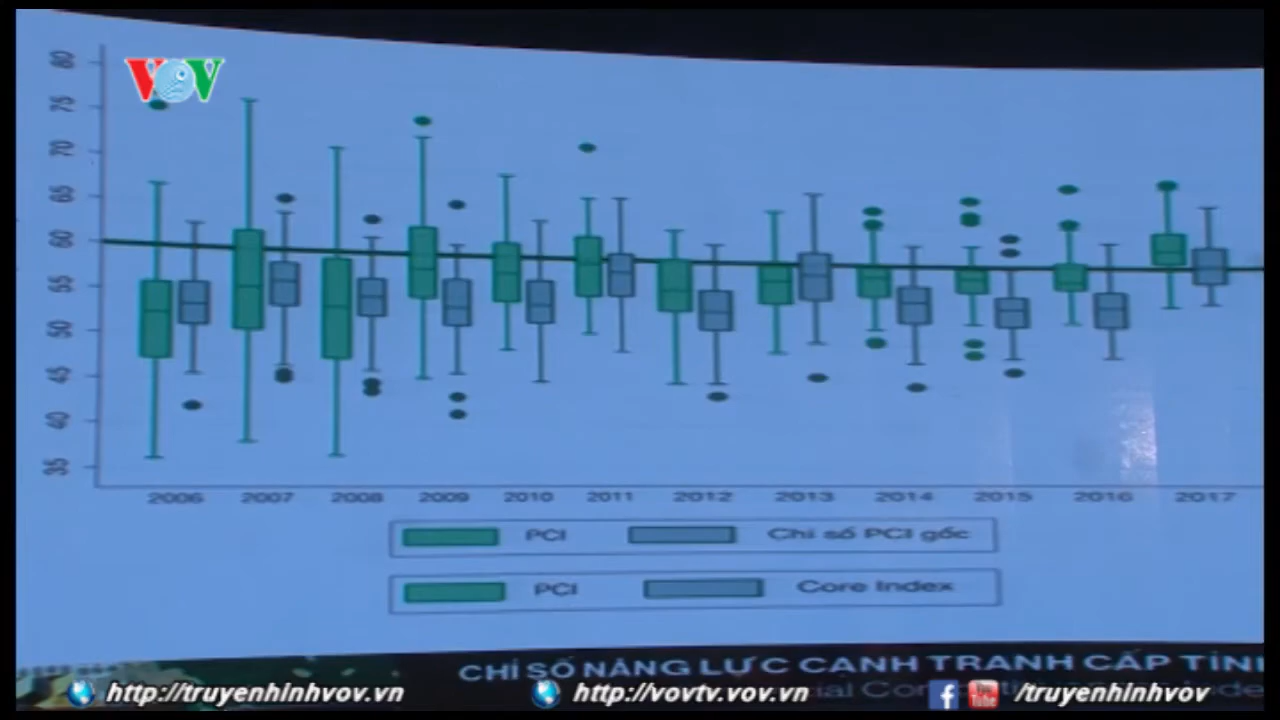 VOV
80
75
70
65
60
55
50
45
40
35
2006 2007 2008 2009 2010 2011 2012 2013 2014 2015 2016 2017
PCI Chỉ số PCI gốc
PCI Core Index
CHỈ SỐ NĂNG LỰC CẠNH TRANH CẤP TỈNH
http://truyenhinhvov.vn http://vovtv.vov.vn f You Tube /truyenhinhvov